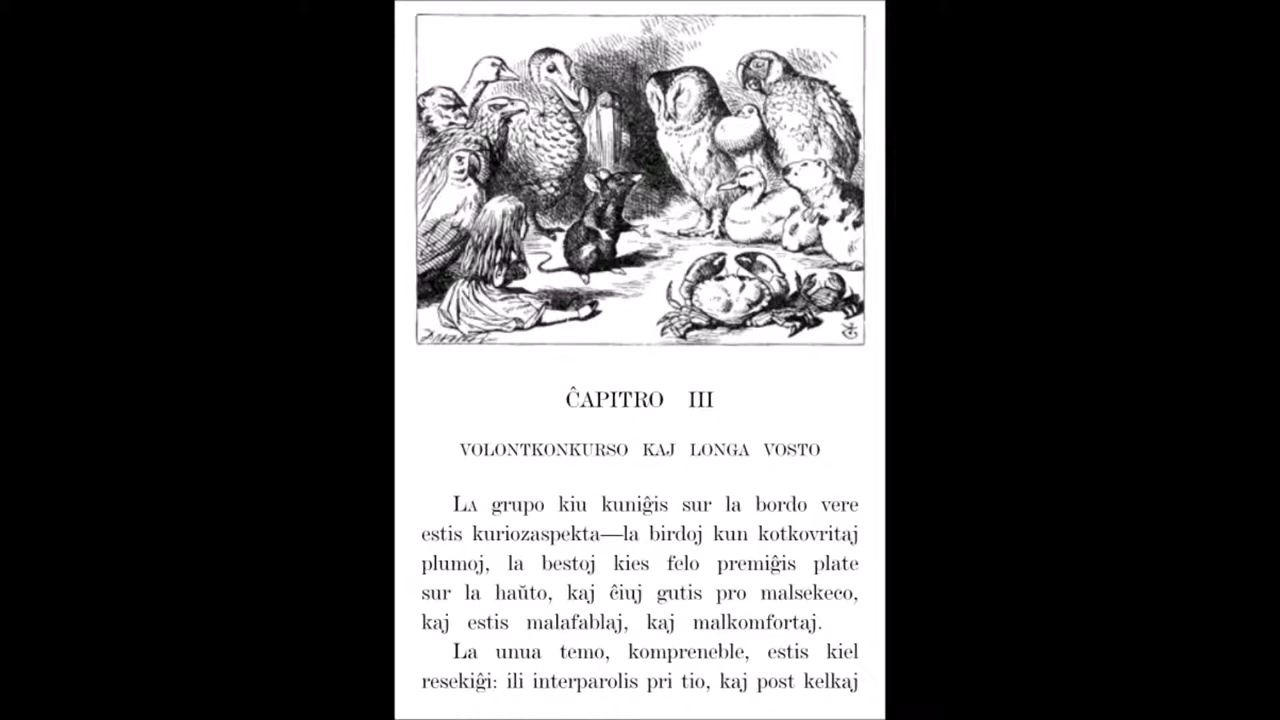 ĈAPITRO III
VOLONTKONKURSO KAJ LONGA VOSTO
LA grupo kiu kuniĝis sur la bordo vere
estis kuriozaspekta—la birdoj kun kotkovritaj
plumoj, la bestoj kies felo premiĝis plate
sur la haŭto, kaj ĉiuj gutis pro malsekeco,
kaj estis malafablaj, kaj malkomfortaj.
La unua temo, kompreneble, estis kiel
resekiĝi: ili interparolis pri tio, kaj post kelkaj